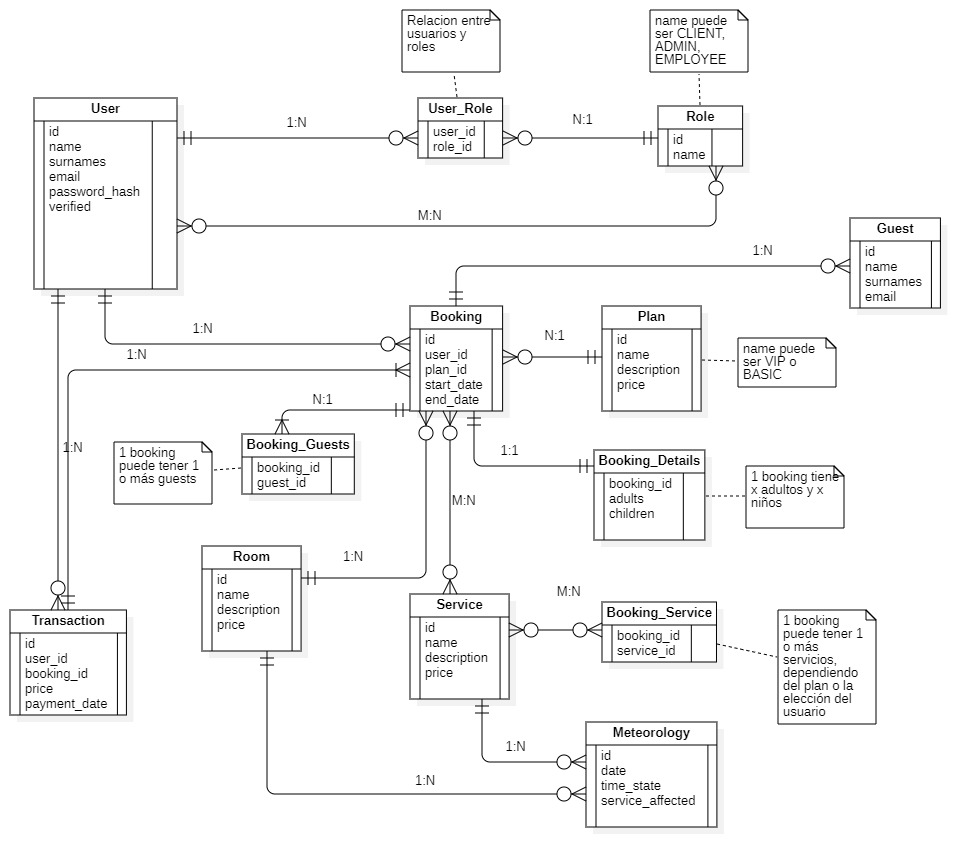 Relacion entre
usuarios y
roles
name puede
ser CLIENT,
ADMIN,
EMPLOYEE
User
id
name
surnames
email
password_hash
verified
1:N
User_Role
user_id
role_id
N:1
Role
id
name
M:N
Guest
id
name
surnames
email
1:N
1:N
1:N
Booking
id
user_id
plan_id
start_date
end_date
N:1
Plan
id
name
description
price
name puede
ser VIP o
BASIC
N:1
1:N
1 booking
puede tener 1
o más guests
Booking_Guests
booking_id
guest_id
1:1
Booking_Details
booking_id
adults
children
1 booking tiene
x adultos y x
niños
M:N
Room
id
name
description
price
1:N
Transaction
id
user_id
booking_id
price
payment_date
Service
id
name
description
price
M:N
Booking_Service
booking_id
service_id
1 booking
puede tener 1
o más
servicios,
dependiendo
del plan o la
elección del
usuario
1:N
1:N
Meteorology
id
date
time_state
service_affected